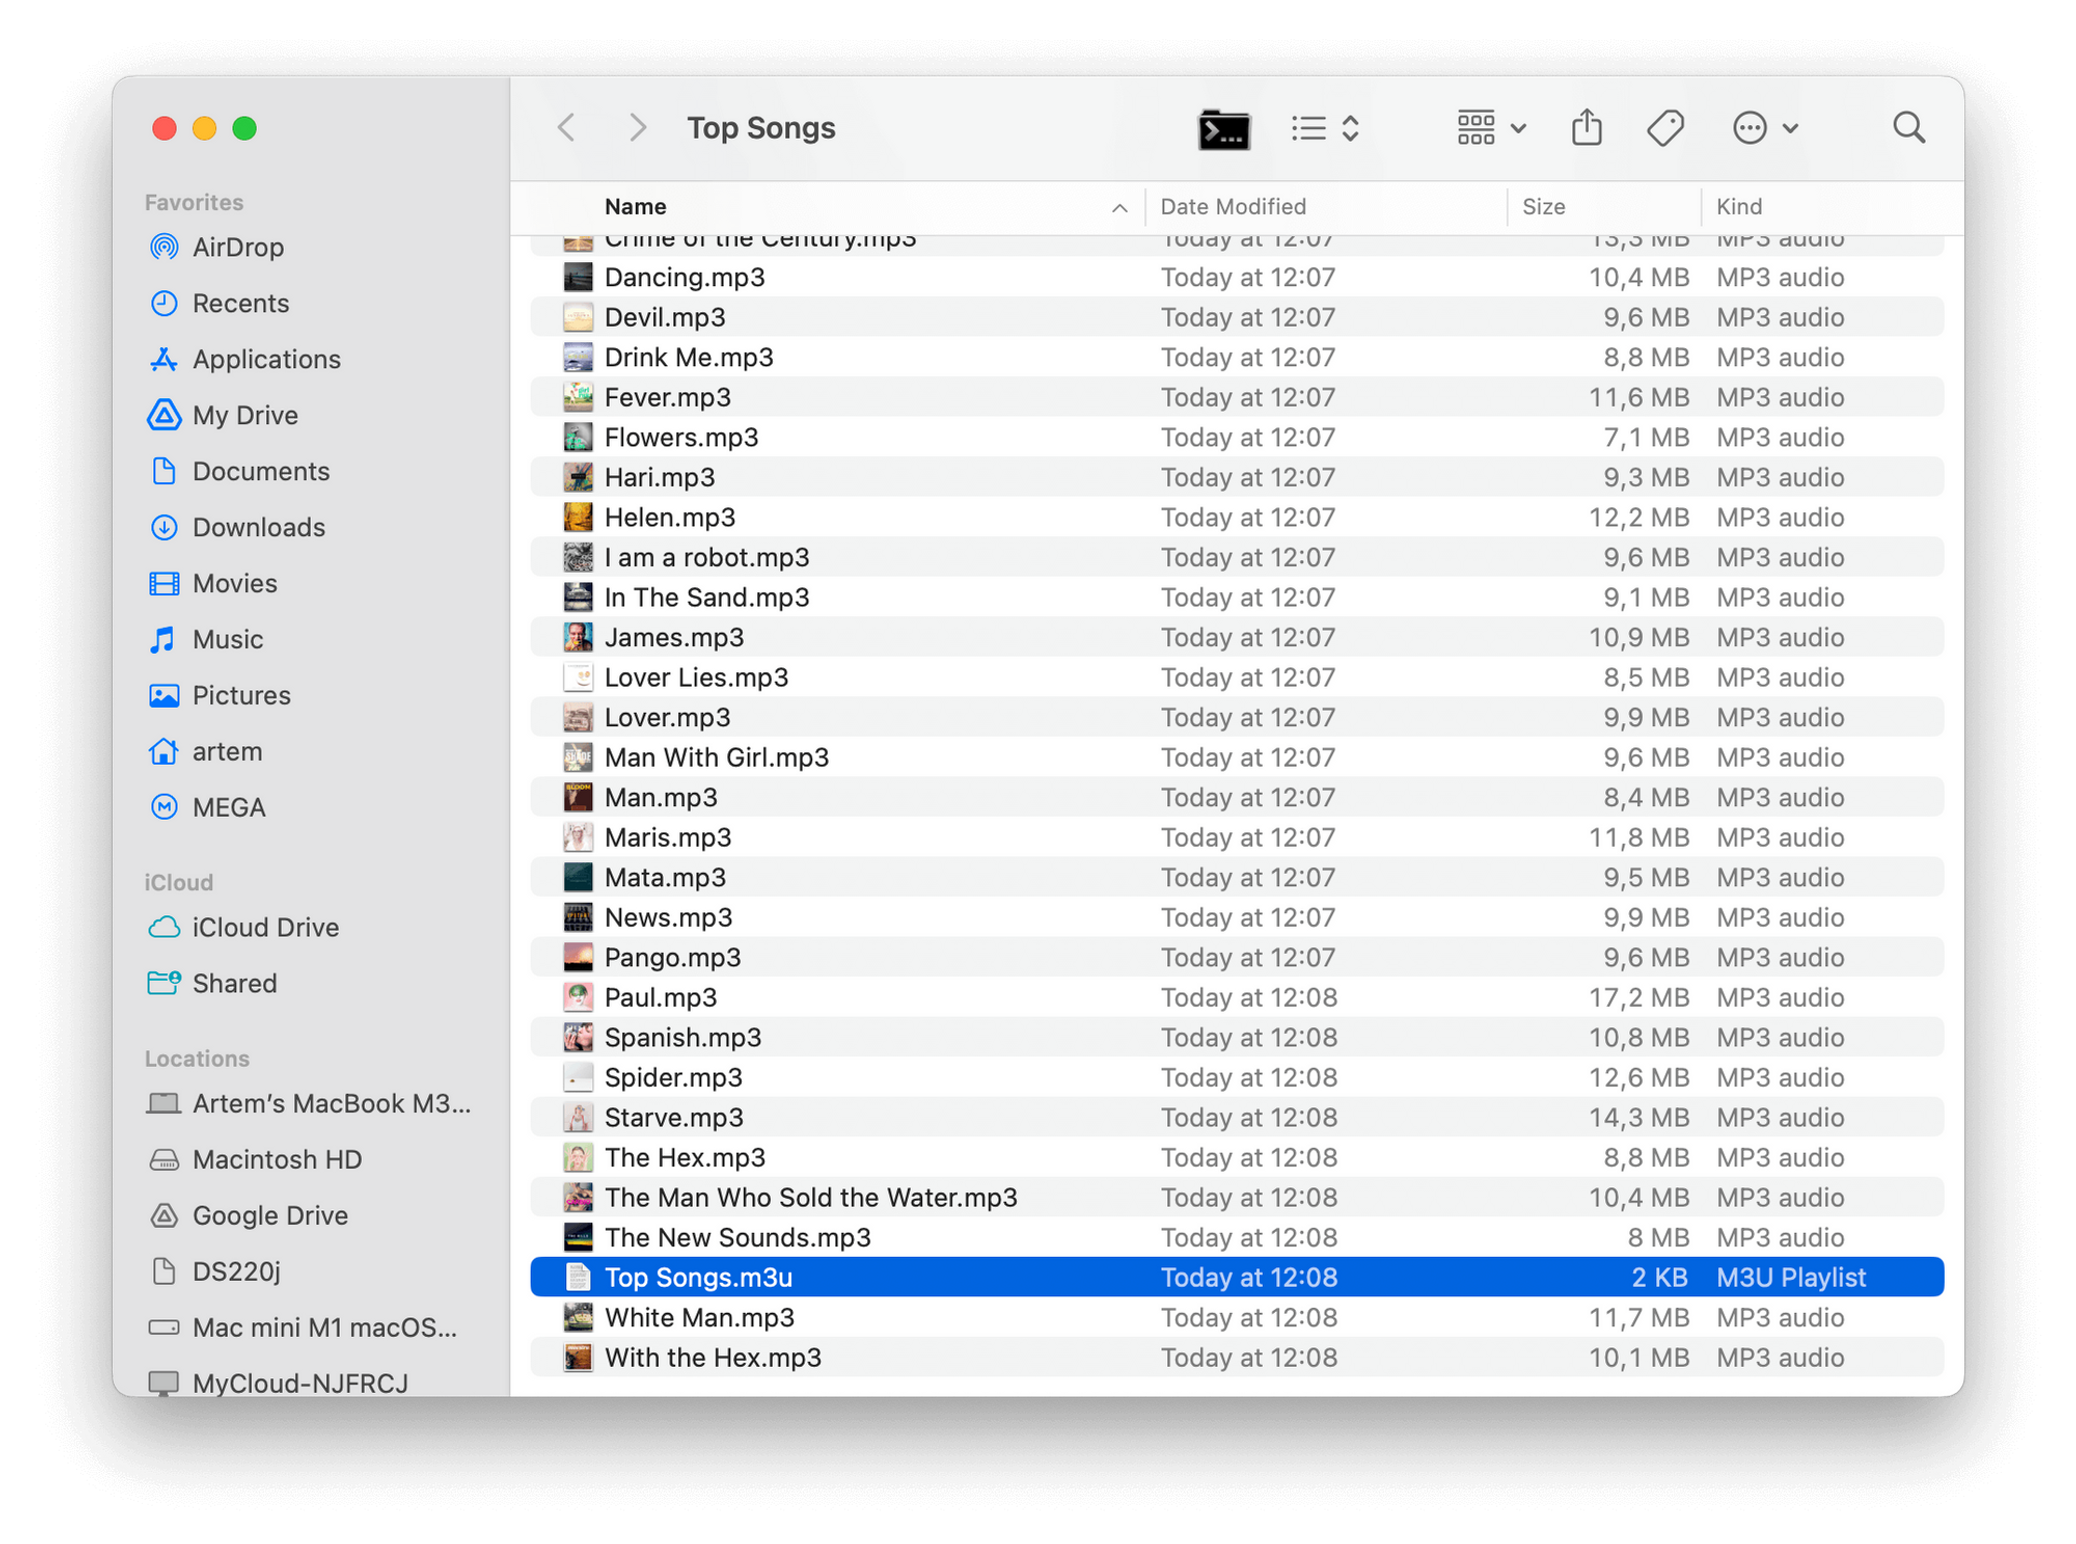 Top Songs
Favorites
AirDrop
Recents
Applications
My Drive
Documents
Downloads
Movies
Music
Pictures
artem
MEGA
iCloud
iCloud Drive
Shared
Locations
Artem’s MacBook M3...
Macintosh HD
Google Drive
DS220j
Mac mini M1 macOS...
MyCloud-NJFRCJ
Name Date Modified Size Kind
Crime of the Century.mp3 Today at 12:07 13,3 MB MP3 audio
Dancing.mp3 Today at 12:07 10,4 MB MP3 audio
Devil.mp3 Today at 12:07 9,6 MB MP3 audio
Drink Me.mp3 Today at 12:07 8,8 MB MP3 audio
Fever.mp3 Today at 12:07 11,6 MB MP3 audio
Flowers.mp3 Today at 12:07 7,1 MB MP3 audio
Hari.mp3 Today at 12:07 9,3 MB MP3 audio
Helen.mp3 Today at 12:07 12,2 MB MP3 audio
I am a robot.mp3 Today at 12:07 9,6 MB MP3 audio
In The Sand.mp3 Today at 12:07 9,1 MB MP3 audio
James.mp3 Today at 12:07 10,9 MB MP3 audio
Lover Lies.mp3 Today at 12:07 8,5 MB MP3 audio
Lover.mp3 Today at 12:07 9,9 MB MP3 audio
Man With Girl.mp3 Today at 12:07 9,6 MB MP3 audio
Man.mp3 Today at 12:07 8,4 MB MP3 audio
Maris.mp3 Today at 12:07 11,8 MB MP3 audio
Mata.mp3 Today at 12:07 9,5 MB MP3 audio
News.mp3 Today at 12:07 9,9 MB MP3 audio
Pango.mp3 Today at 12:07 9,6 MB MP3 audio
Paul.mp3 Today at 12:08 17,2 MB MP3 audio
Spanish.mp3 Today at 12:08 10,8 MB MP3 audio
Spider.mp3 Today at 12:08 12,6 MB MP3 audio
Starve.mp3 Today at 12:08 14,3 MB MP3 audio
The Hex.mp3 Today at 12:08 8,8 MB MP3 audio
The Man Who Sold the Water.mp3 Today at 12:08 10,4 MB MP3 audio
The New Sounds.mp3 Today at 12:08 8 MB MP3 audio
Top Songs.m3u Today at 12:08 2 KB M3U Playlist
White Man.mp3 Today at 12:08 11,7 MB MP3 audio
With the Hex.mp3 Today at 12:08 10,1 MB MP3 audio